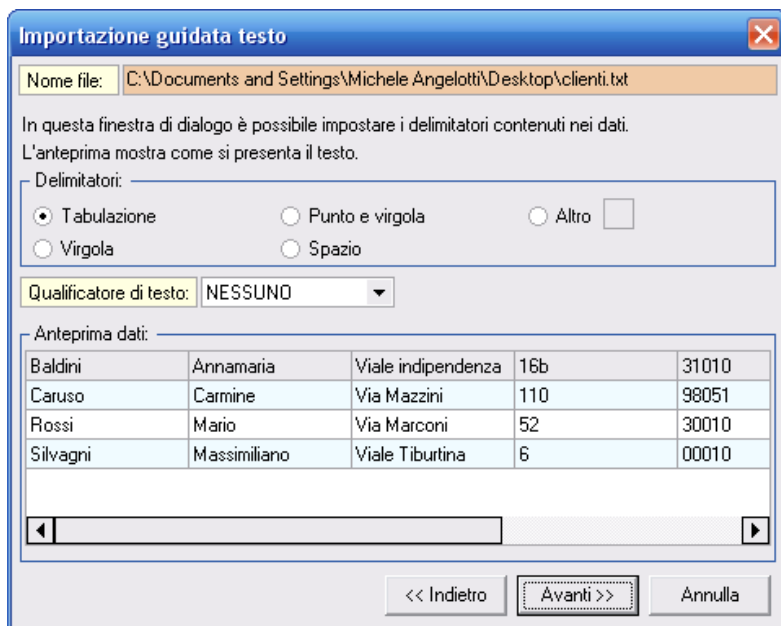 Importazione guidata testo
Nome file: C:\Documents and Settings\Michele Angelotti\Desktop\clienti.txt
In questa finestra di dialogo è possibile impostare i delimitatori contenuti nei dati.
L'anteprima mostra come si presenta il testo.
Delimitatori:
Tabulazione Punto e virgola Altro
Virgola Spazio
Qualificatore di testo: NESSUNO
Anteprima dati:
Baldini Annamaria Viale indipendenza 16b 31010
Caruso Carmine Via Mazzini 110 98051
Rossi Mario Via Marconi 52 30010
Silvagni Massimiliano Viale Tiburtina 6 00010
<< Indietro Avanti >> Annulla